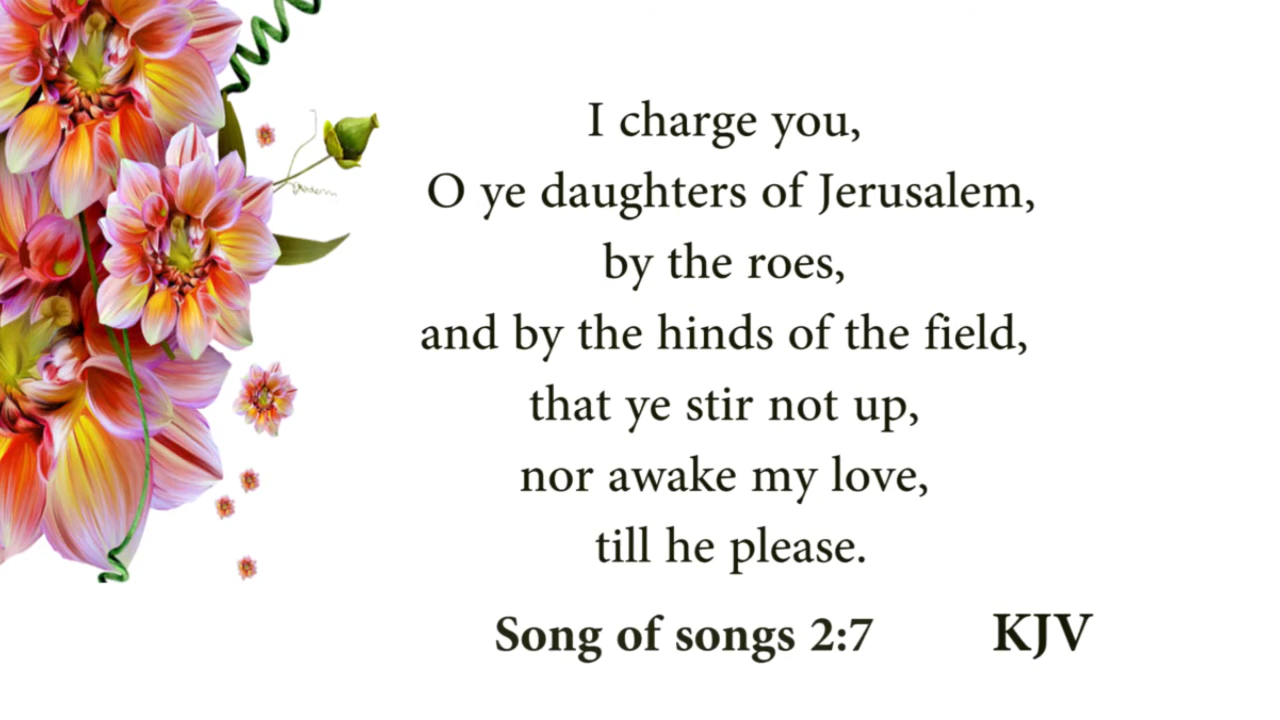 I charge you,
O ye daughters of Jerusalem,
by the roes,
and by the hinds of the field,
that ye stir not up,
nor awake my love,
till he please.
Song of songs 2:7 KJV